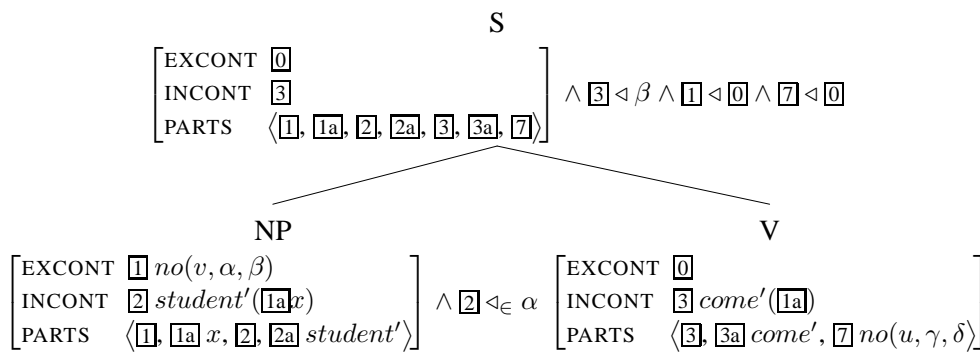 S
EXCONT 0
INCONT 3
PARTS ⟨1, 1a, 2, 2a, 3, 3a, 7⟩
∧ 3 ◁ β ∧ 1 ◁ 0 ∧ 7 ◁ 0
NP
EXCONT 1 no(v, α, β)
INCONT 2 student′(1ax)
PARTS ⟨1, 1a x, 2, 2a student′⟩
∧ 2 ◁∈ α
V
EXCONT 0
INCONT 3 come′(1a)
PARTS ⟨3, 3a come′, 7 no(u, γ, δ⟩